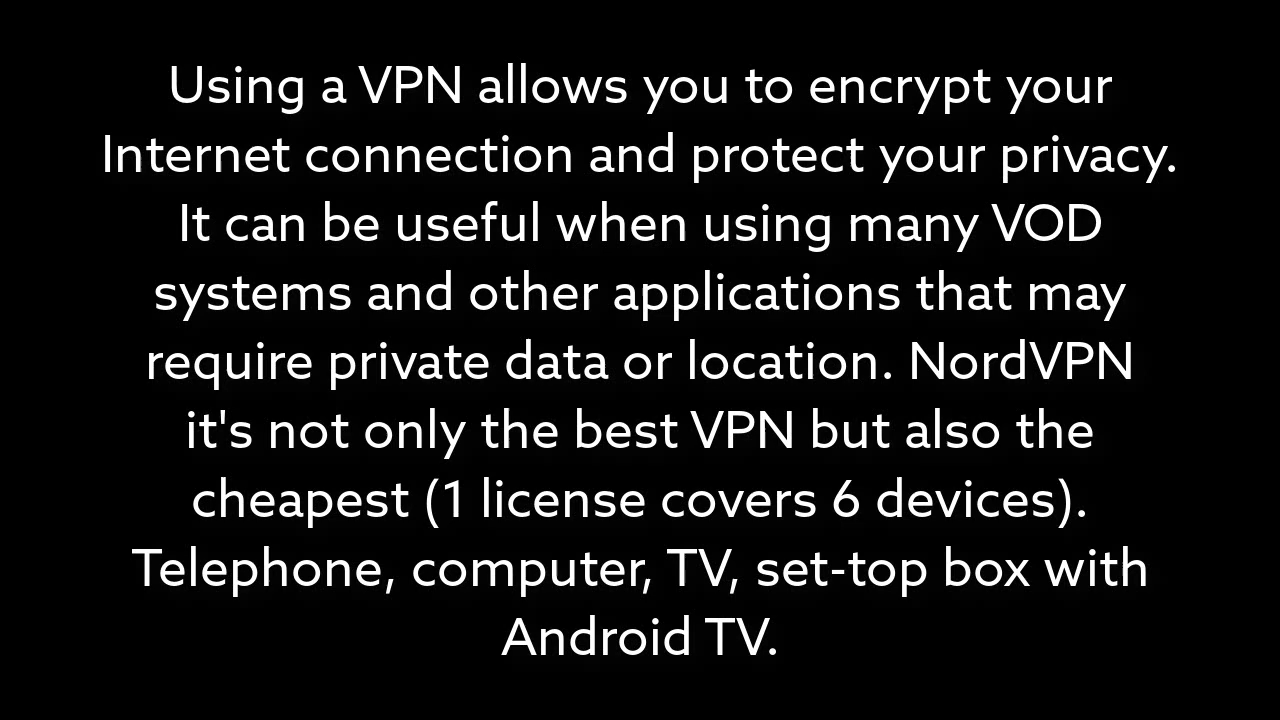 Using a VPN allows you to encrypt your
Internet connection and protect your privacy.
It can be useful when using many VOD
systems and other applications that may
require private data or location. NordVPN
it's not only the best VPN but also the
cheapest (1 license covers 6 devices).
Telephone, computer, TV, set-top box with
Android TV.